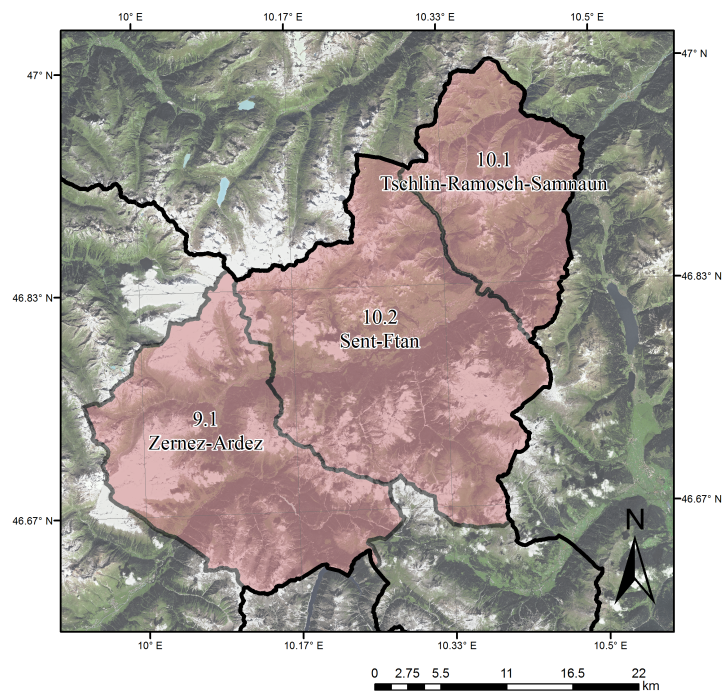 10° E 10.17° E 10.33° E 10.5° E
47° N
47° N
10.1
Tschlin-Ramosch-Samnaun
46.83° N
46.83° N
10.2
Sent-Ftan
9.1
Zernez-Ardez
46.67° N
46.67° N
N
10° E 10.17° E 10.33° E 10.5° E
0 2.75 5.5 11 16.5 22
km